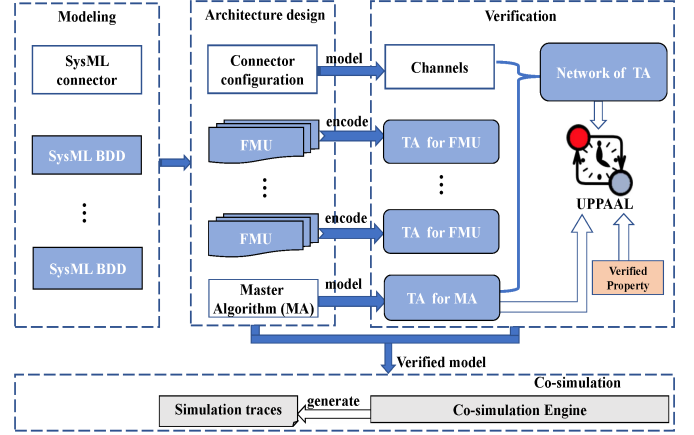 Modeling
SysML
connector
SysML BDD
SysML BDD
Architecture design
Connector
configuration
FMU
FMU
Master
Algorithm (MA)
model
encode
encode
model
Verification
Channels
TA for FMU
TA for FMU
TA for MA
Network of TA
UPPAAL
Verified
Property
Verified model
Co-simulation
Simulation traces
generate
Co-simulation Engine